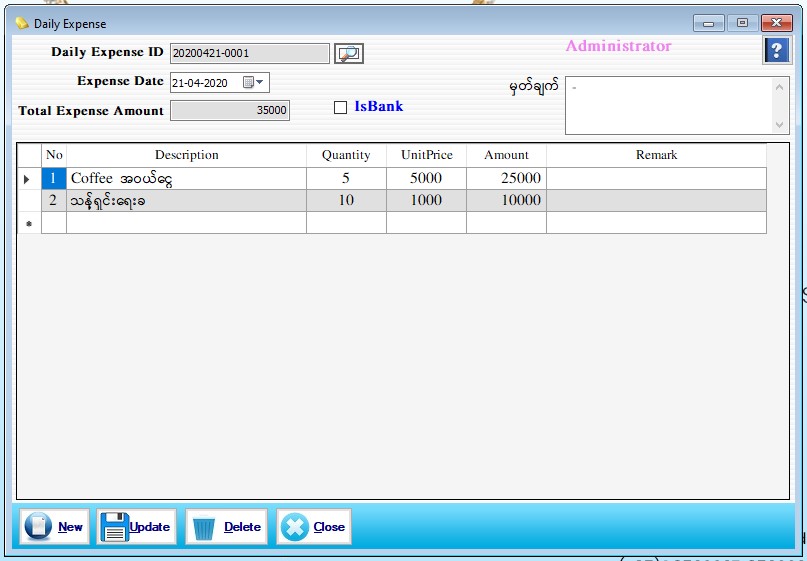 Daily Expense
Daily Expense ID 20200421-0001
Administrator
?
Expense Date 21-04-2020
မှတ်ချက် -
Total Expense Amount 35000
IsBank
No Description Quantity UnitPrice Amount Remark
1 Coffee အဝယ်ငွေ 5 5000 25000
2 သန့်ရှင်းရေးခ 10 1000 10000
*
New Update Delete Close